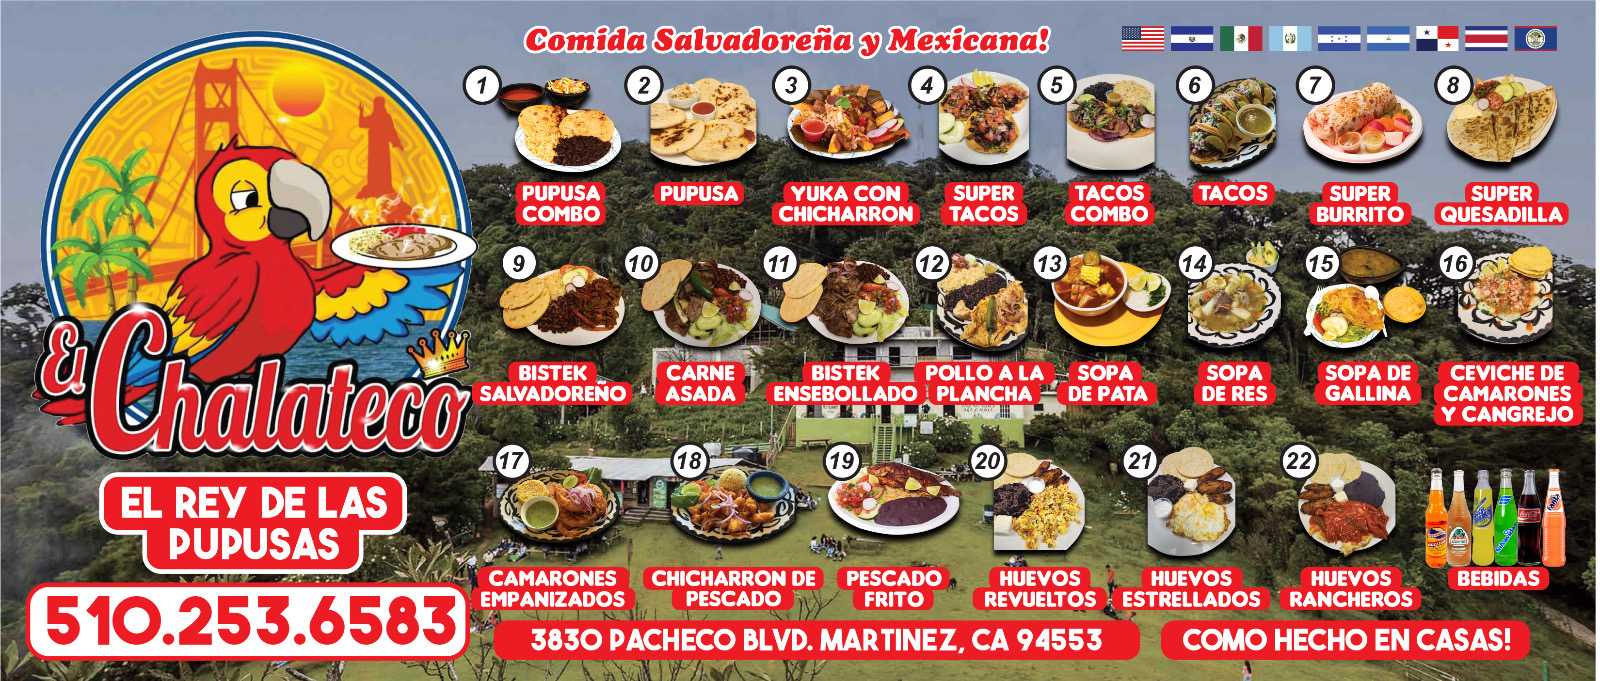 Comida Salvadoreña y Mexicana!
El Chalateco
EL REY DE LAS
PUPUSAS
510.253.6583
1
PUPUSA
COMBO
2
PUPUSA
3
YUKA CON
CHICHARRON
4
SUPER
TACOS
5
TACOS
COMBO
6
TACOS
7
SUPER
BURRITO
8
SUPER
QUESADILLA
9
BISTEK
SALVADOREÑO
10
CARNE
ASADA
11
BISTEK
ENSEBOLLADO
12
POLLO A LA
PLANCHA
13
SOPA
DE PATA
14
SOPA
DE RES
15
SOPA DE
GALLINA
16
CEVICHE DE
CAMARONES
Y CANGREJO
17
CAMARONES
EMPANIZADOS
18
CHICHARRON DE
PESCADO
19
PESCADO
FRITO
20
HUEVOS
REVUELTOS
21
HUEVOS
ESTRELLADOS
22
HUEVOS
RANCHEROS
BEBIDAS
3830 PACHECO BLVD. MARTINEZ, CA 94553
COMO HECHO EN CASAS!